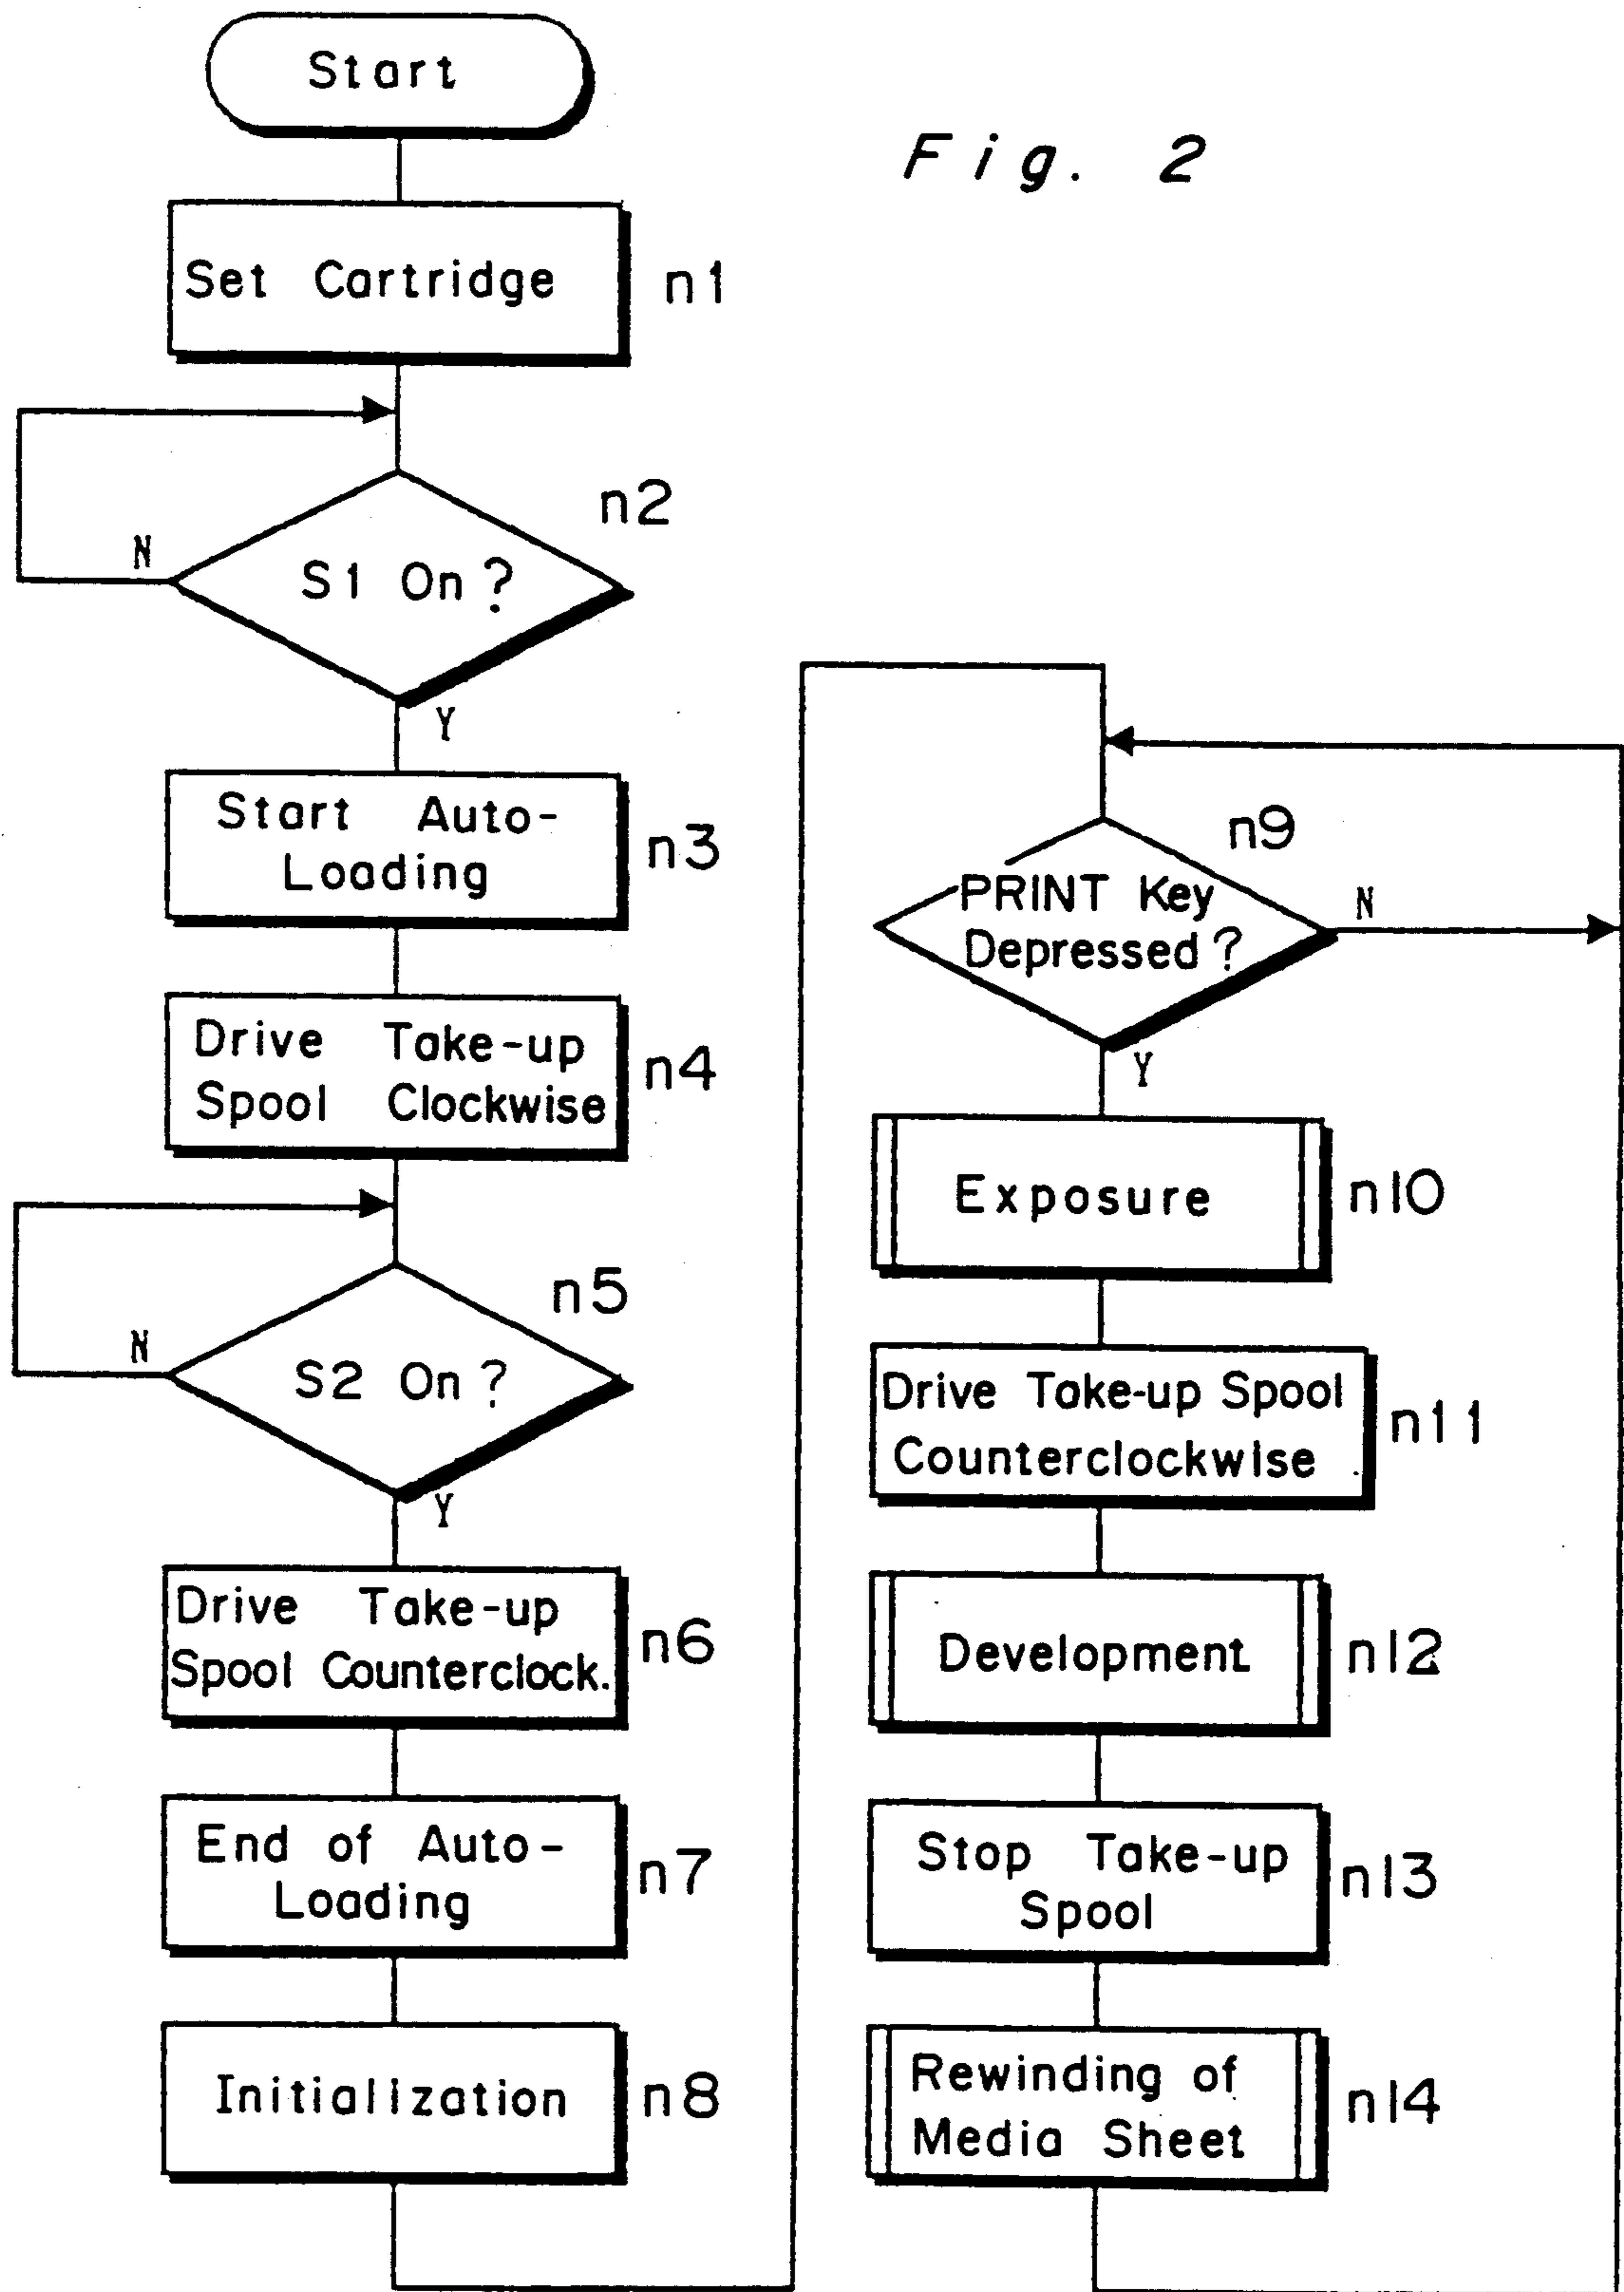 Start
Fig. 2
Set Cartridge
n1
n2
N
S1 On?
Y
Start Auto-
Loading
n3
Drive Take-up
Spool Clockwise
n4
n5
N
S2 On?
Y
Drive Take-up
Spool Counterclock.
n6
End of Auto-
Loading
n7
Initialization
n8
n9
PRINT Key
Depressed?
N
Y
Exposure
n10
Drive Take-up Spool
Counterclockwise
n11
Development
n12
Stop Take-up
Spool
n13
Rewinding of
Media Sheet
n14